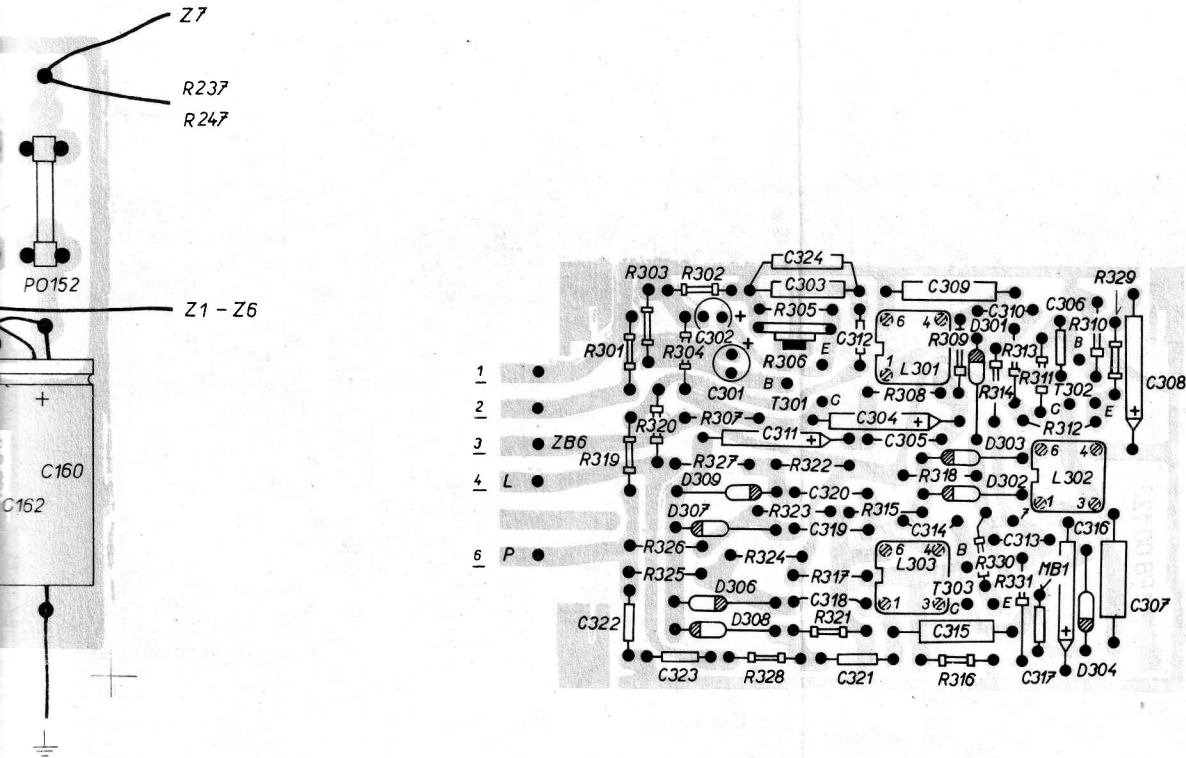 Z7
R237
R247
PO152
Z1 - Z6
+
C160
C162
C324
R303
R302
C303
C309
R329
R305
+
C306
C310
D301
R310
6
4
C302
+
C312
R309
R313
B
R301
R304
R306
E
1
L301
R311
T302
C308
1
C301
B
T301
C
R308
R314
C
E
2
R320
R307
C304
+
R312
+
3
ZB6
C311
+
C305
D303
6
4
R319
R327
R322
R318
L302
4
L
D309
C320
D302
1
3
D307
R323
R315
C319
C314
C313
C316
6
P
R326
R324
6
4
B
R330
MB1
R325
R317
L303
R331
D306
C318
T303
C307
1
3
C
E
C322
D308
R321
C315
+
C323
R328
C321
R316
C317
D304